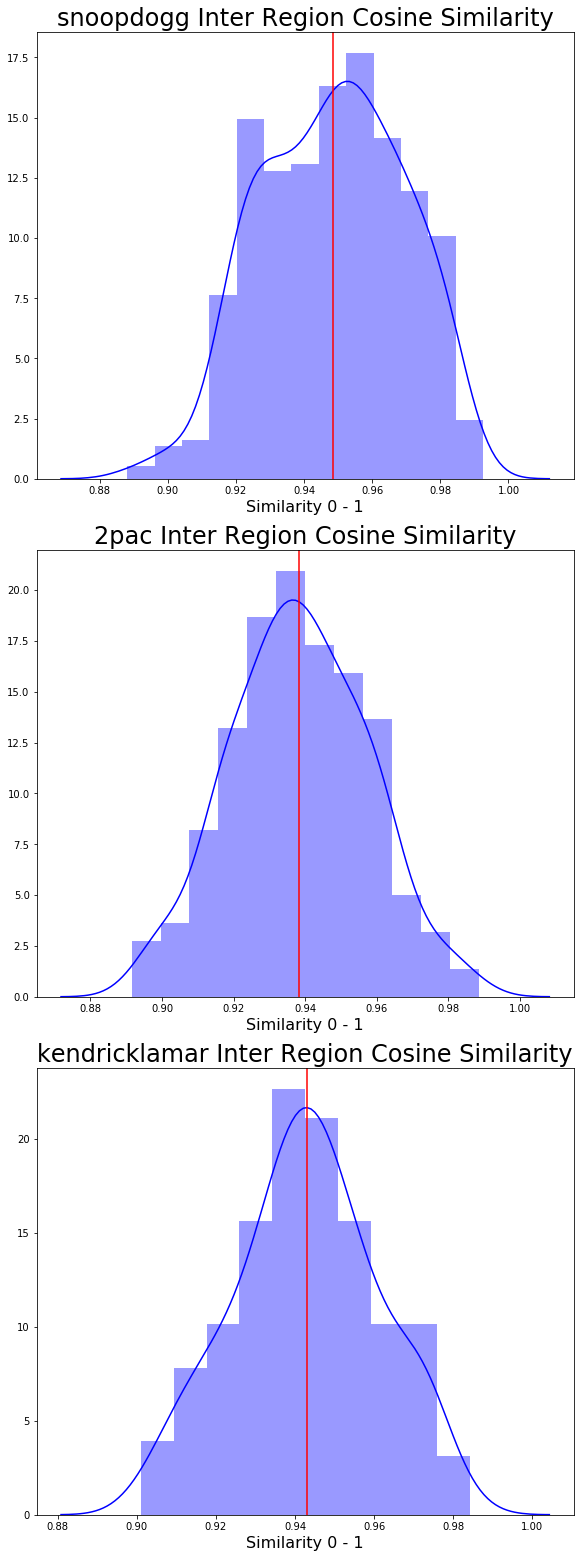 snoopdogg Inter Region Cosine Similarity
17.5
15.0
12.5
10.0
7.5
5.0
2.5
0.0
0.88 0.90 0.92 0.94 0.96 0.98 1.00
Similarity 0 - 1
2pac Inter Region Cosine Similarity
20.0
17.5
15.0
12.5
10.0
7.5
5.0
2.5
0.0
0.88 0.90 0.92 0.94 0.96 0.98 1.00
Similarity 0 - 1
kendricklamar Inter Region Cosine Similarity
20
15
10
5
0
0.88 0.90 0.92 0.94 0.96 0.98 1.00
Similarity 0 - 1